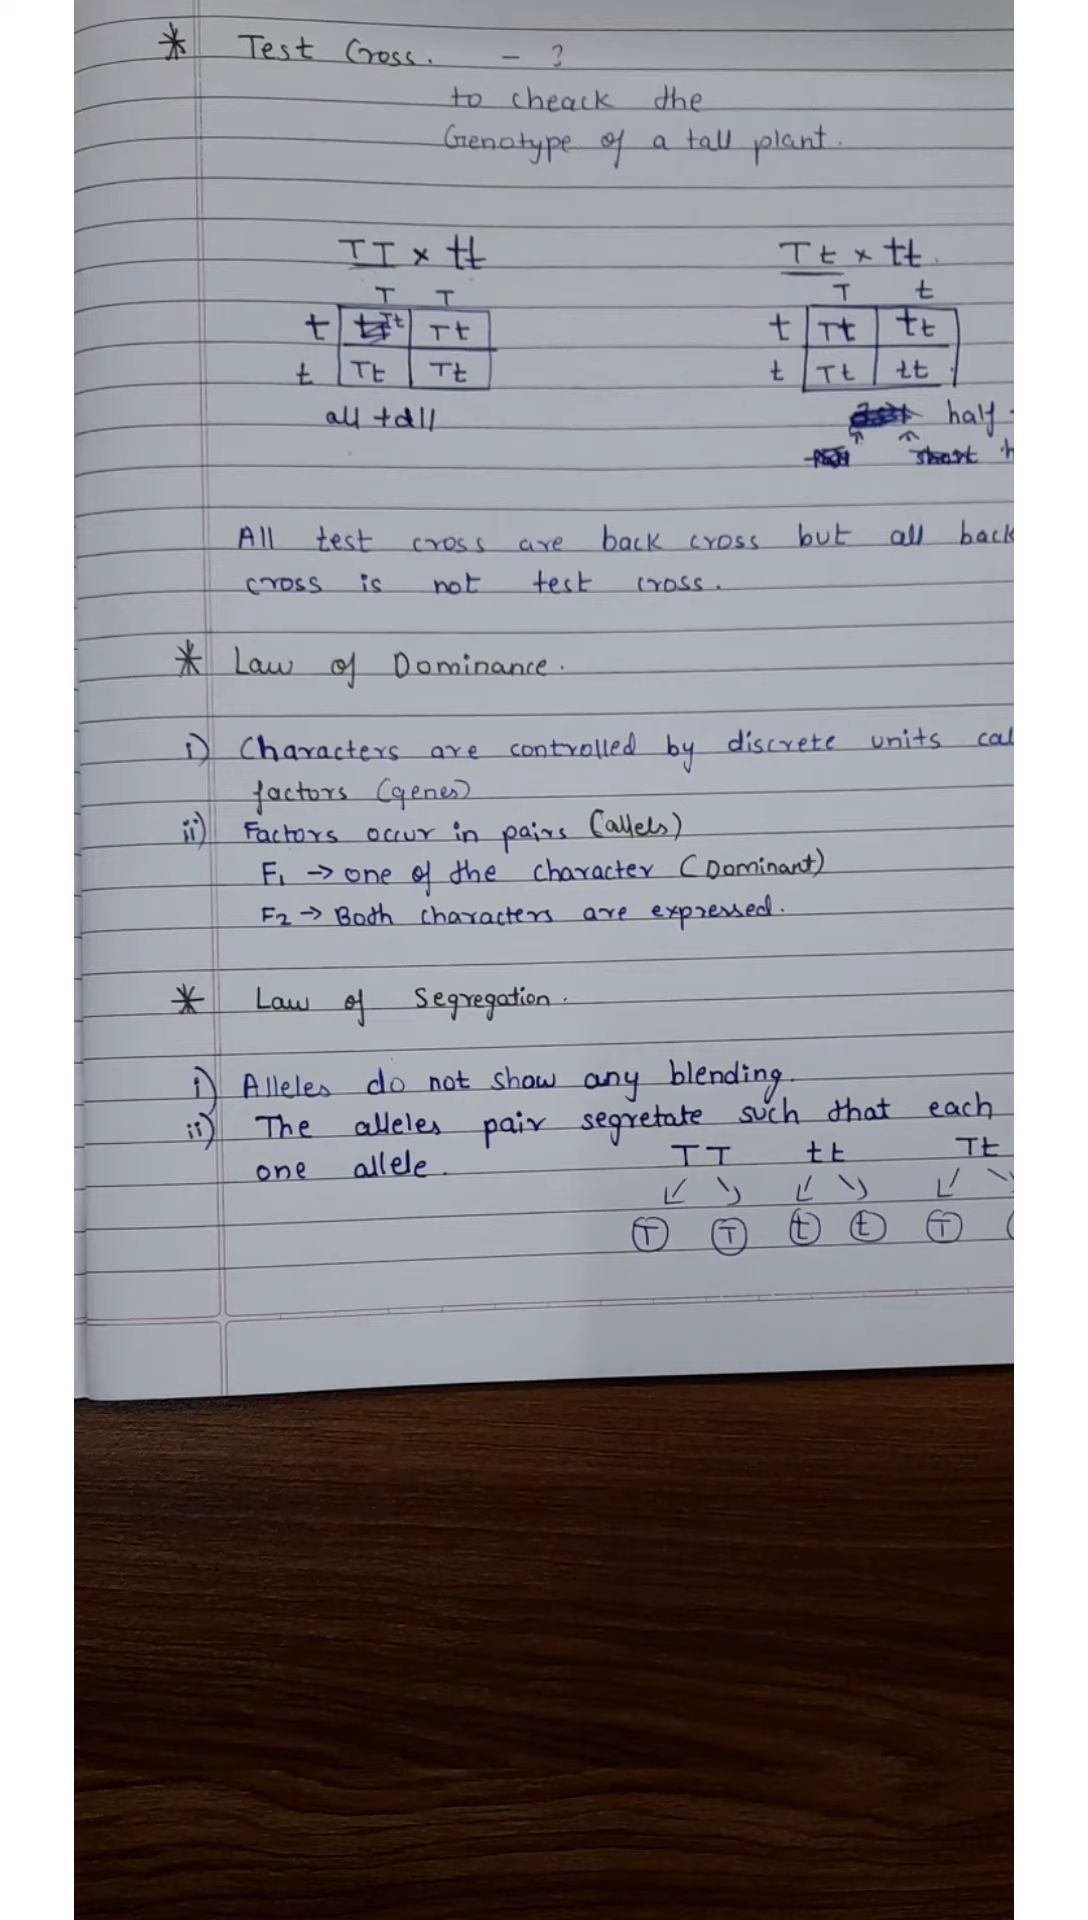 * Test Cross. - ?
to cheack the
Genotype of a tall plant.
TT x tt
T T
t Tt Tt
t Tt Tt
all tall
Tt x tt.
T t
t Tt tt
t Tt tt
half
short
All test cross are back cross but all back
cross is not test cross.
* Law of Dominance.
i) Characters are controlled by discrete units cal
factors (genes)
ii) Factors occur in pairs (allels)
F1 → one of the character (Dominant)
F2 → Both characters are expressed.
* Law of Segregation.
i) Alleles do not show any blending.
ii) The alleles pair segretate such that each
one allele.
TT tt Tt
T T t t T